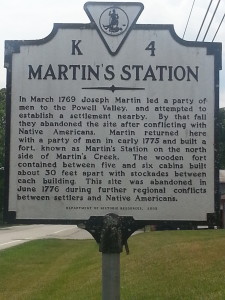 K 4
MARTIN'S STATION
In March 1769 Joseph Martin led a party of
men to the Powell Valley, and attempted to
establish a settlement nearby. By that fall
they abandoned the site after conflicting with
Native Americans. Martin returned here
with a party of men in early 1775 and built a
fort, known as Martin's Station on the north
side of Martin's Creek. The wooden fort
contained between five and six cabins built
about 30 feet apart with stockades between
each building. This site was abandoned in
June 1776 during further regional conflicts
between settlers and Native Americans.
DEPARTMENT OF HISTORIC RESOURCES,